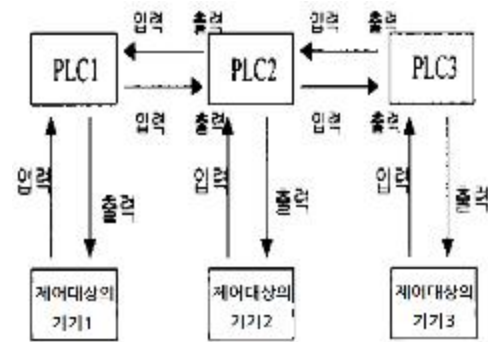 입력 출력 입력 출력
PLC1 PLC2 PLC3
입력 출력 입력 출력
입력 출력 입력 출력 입력 출력
제어대상의 제어대상의 제어대상의
기기1 기기2 기기3